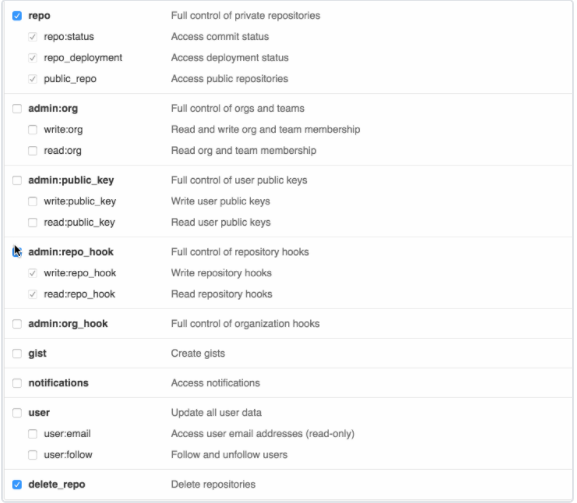 repo Full control of private repositories
repo:status Access commit status
repo_deployment Access deployment status
public_repo Access public repositories
admin:org Full control of orgs and teams
write:org Read and write org and team membership
read:org Read org and team membership
admin:public_key Full control of user public keys
write:public_key Write user public keys
read:public_key Read user public keys
admin:repo_hook Full control of repository hooks
write:repo_hook Write repository hooks
read:repo_hook Read repository hooks
admin:org_hook Full control of organization hooks
gist Create gists
notifications Access notifications
user Update all user data
user:email Access user email addresses (read-only)
user:follow Follow and unfollow users
delete_repo Delete repositories